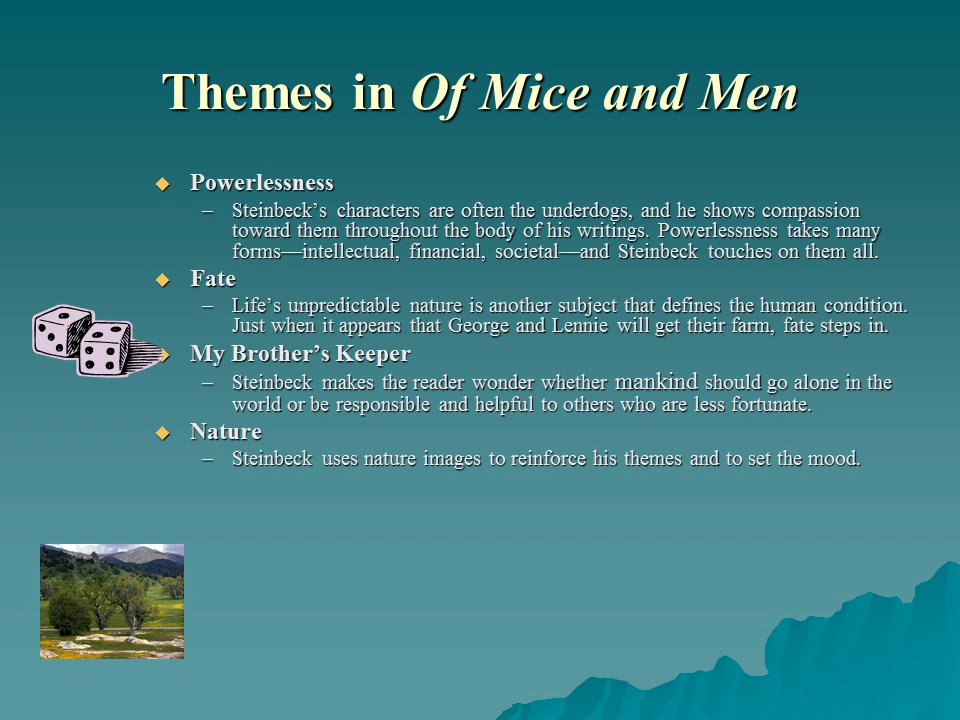 Themes in Of Mice and Men
Powerlessness
– Steinbeck's characters are often the underdogs, and he shows compassion
toward them throughout the body of his writings. Powerlessness takes many
forms—intellectual, financial, societal—and Steinbeck touches on them all.
Fate
– Life's unpredictable nature is another subject that defines the human condition.
Just when it appears that George and Lennie will get their farm, fate steps in.
My Brother's Keeper
– Steinbeck makes the reader wonder whether mankind should go alone in the
world or be responsible and helpful to others who are less fortunate.
Nature
– Steinbeck uses nature images to reinforce his themes and to set the mood.